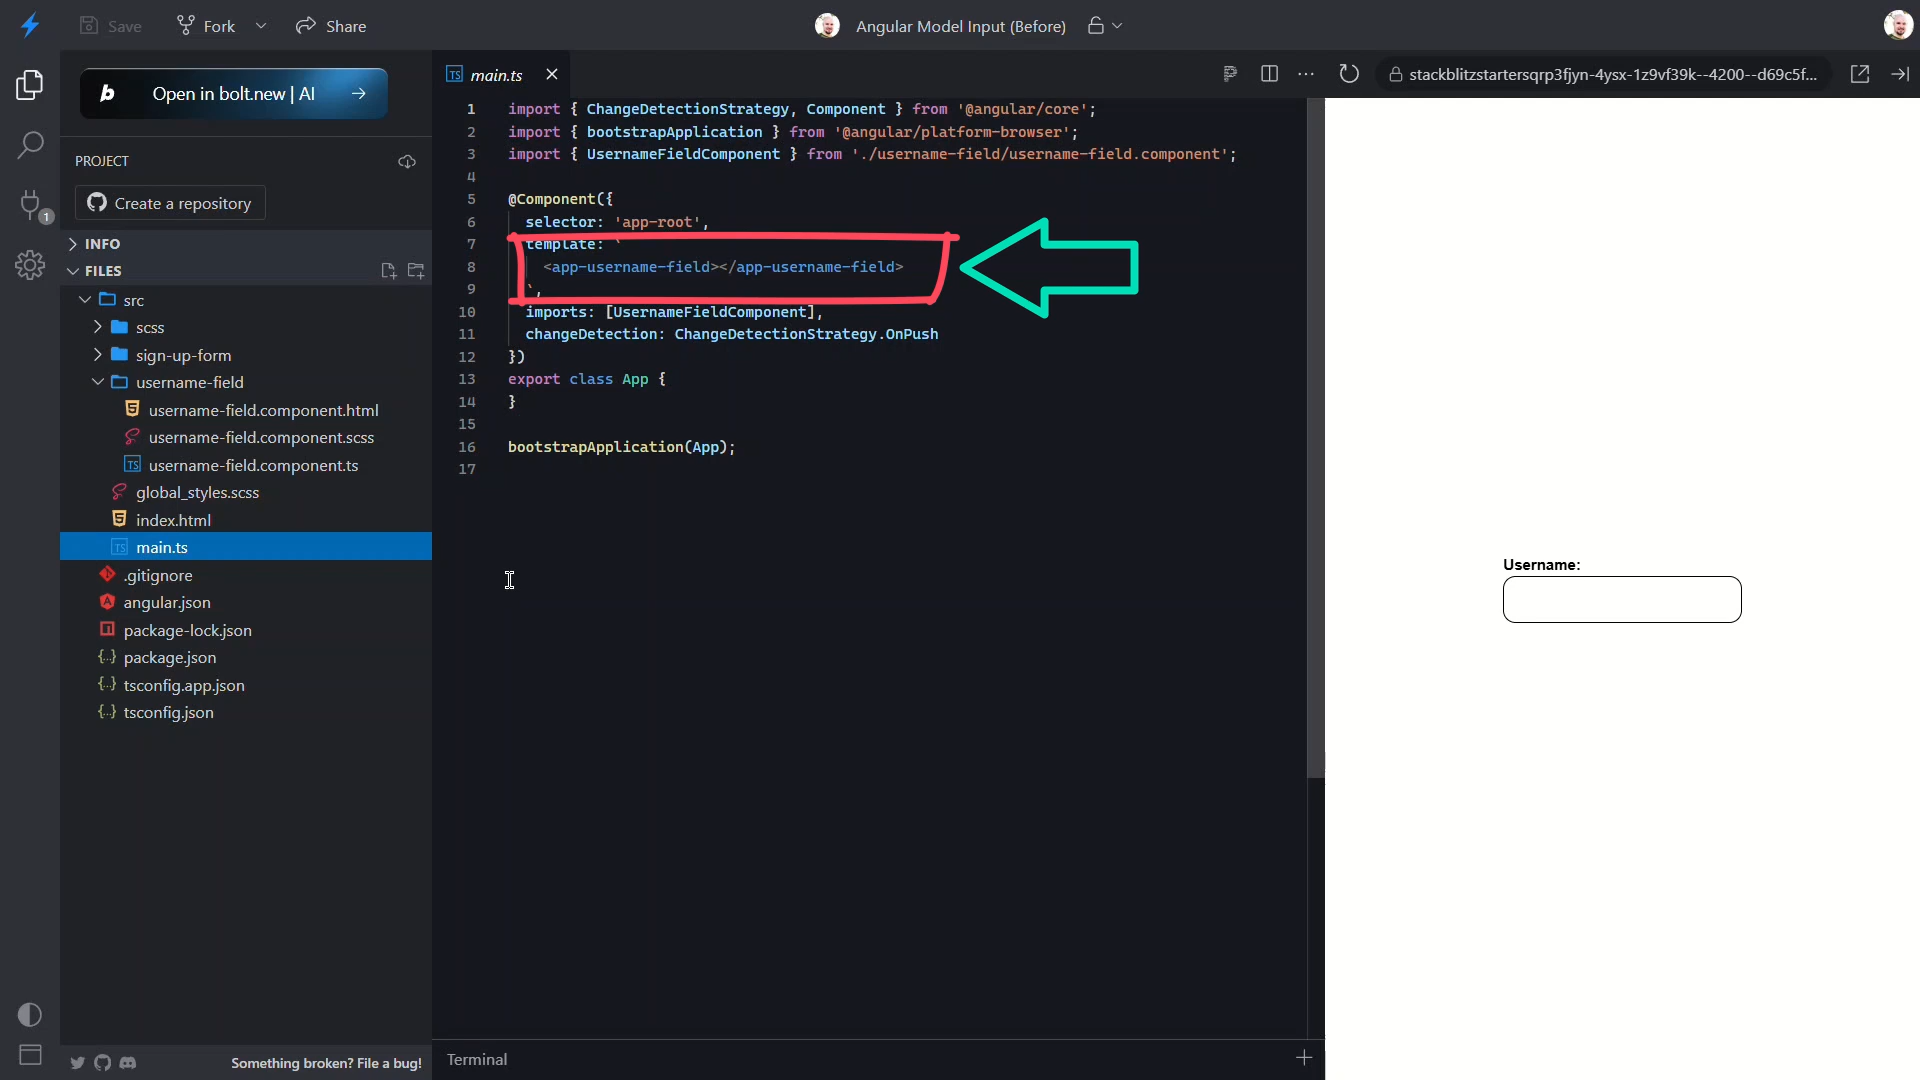 Save
Fork
Share
Angular Model Input (Before)
b Open in bolt.new | AI
PROJECT
Create a repository
1
INFO
FILES
src
scss
sign-up-form
username-field
username-field.component.html
username-field.component.scss
username-field.component.ts
global_styles.scss
index.html
main.ts
.gitignore
angular.json
package-lock.json
package.json
tsconfig.app.json
tsconfig.json
Something broken? File a bug!
TS main.ts
stackblitzstartersqrp3fjyn-4ysx-1z9vf39k--4200--d69c5f...
1 import { ChangeDetectionStrategy, Component } from '@angular/core';
2 import { bootstrapApplication } from '@angular/platform-browser';
3 import { UsernameFieldComponent } from './username-field/username-field.component';
4
5 @Component({
6 selector: 'app-root',
7 template: `
8 <app-username-field></app-username-field>
9 `,
10 imports: [UsernameFieldComponent],
11 changeDetection: ChangeDetectionStrategy.OnPush
12 })
13 export class App {
14 }
15
16 bootstrapApplication(App);
17
Terminal
Username: